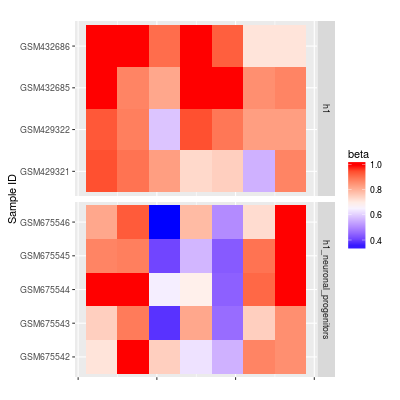 GSM432686
GSM432685
GSM429322
GSM429321
h1
GSM675546
GSM675545
GSM675544
GSM675543
GSM675542
h1_neuronal_progenitors
Sample ID
beta
1.0
0.8
0.6
0.4